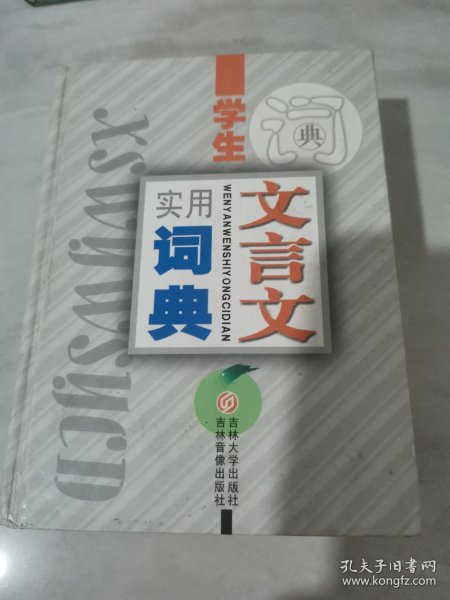 学生
词典
文言文
WENYANWENSHIYONGCIDIAN
实用
词典
xswywsycd
吉林大学出版社
吉林音像出版社
孔夫子旧书网
www.kongfz.com